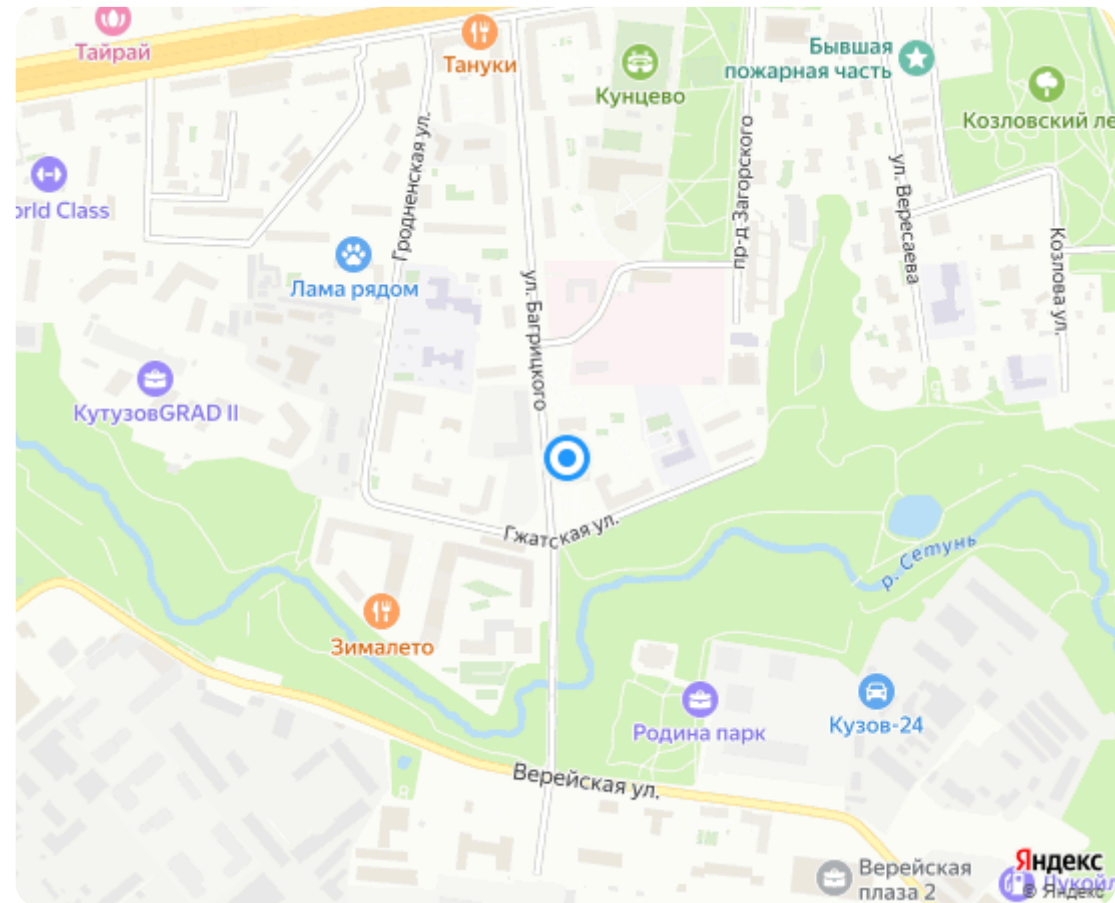 Тайрай
Тануки
Кунцево
Бывшая
пожарная часть
Козловский ле
orld Class
Гродненская ул.
пр-д Загорского
ул. Вересаева
Козлова ул.
Лама рядом
ул. Багрицкого
КутузовGRAD II
Гжатская ул.
р. Сетунь
Зималето
Родина парк
Кузов-24
Верейская ул.
Верейская
плаза 2
Яндекс
Лукойл
© Яндекс